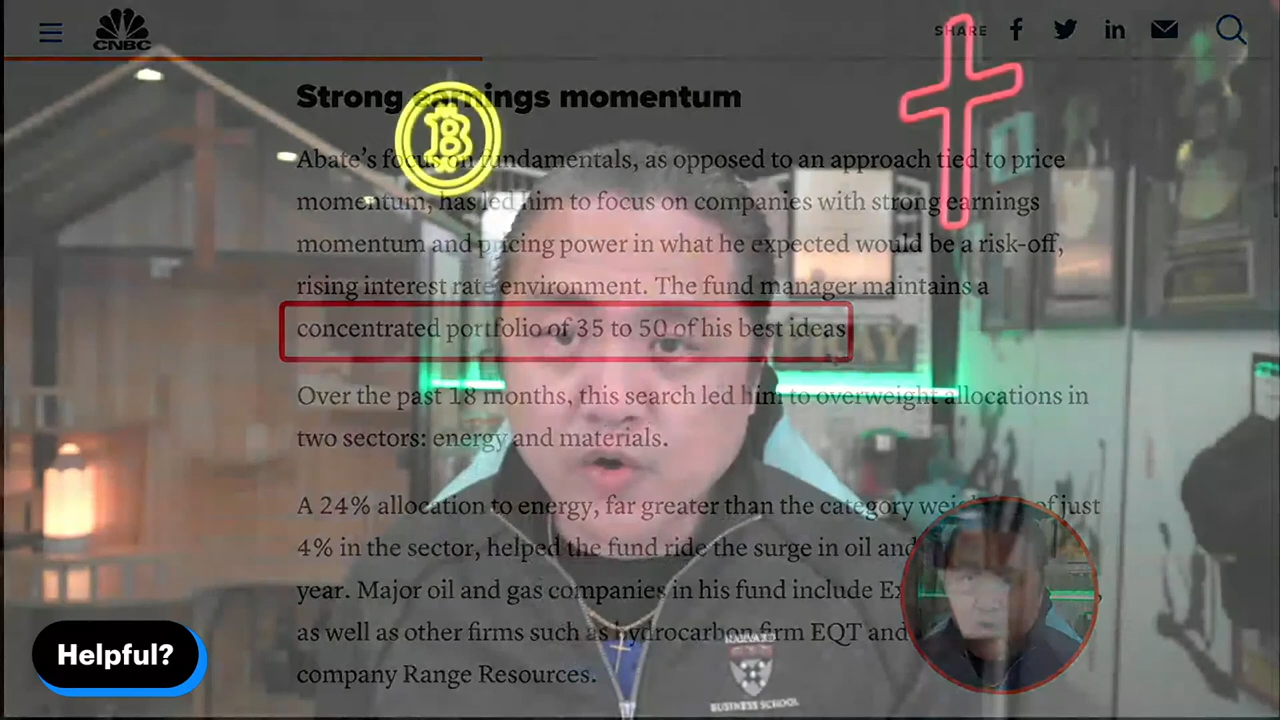 CNBC
SHARE
Strong earnings momentum
Abate's focus on fundamentals, as opposed to an approach tied to price
momentum, has led him to focus on companies with strong earnings
momentum and pricing power in what he expected would be a risk-off,
rising interest rate environment. The fund manager maintains a
concentrated portfolio of 35 to 50 of his best ideas
Over the past 18 months, this search led him to overweight allocations in
two sectors: energy and materials.
A 24% allocation to energy, far greater than the category of just
4% in the sector, helped the fund ride the surge in oil and
year. Major oil and gas companies in his fund include
as well as other firms such as hydrocarbon firm EQT and
company Range Resources.
Helpful?
HARVARD
BUSINESS SCHOOL